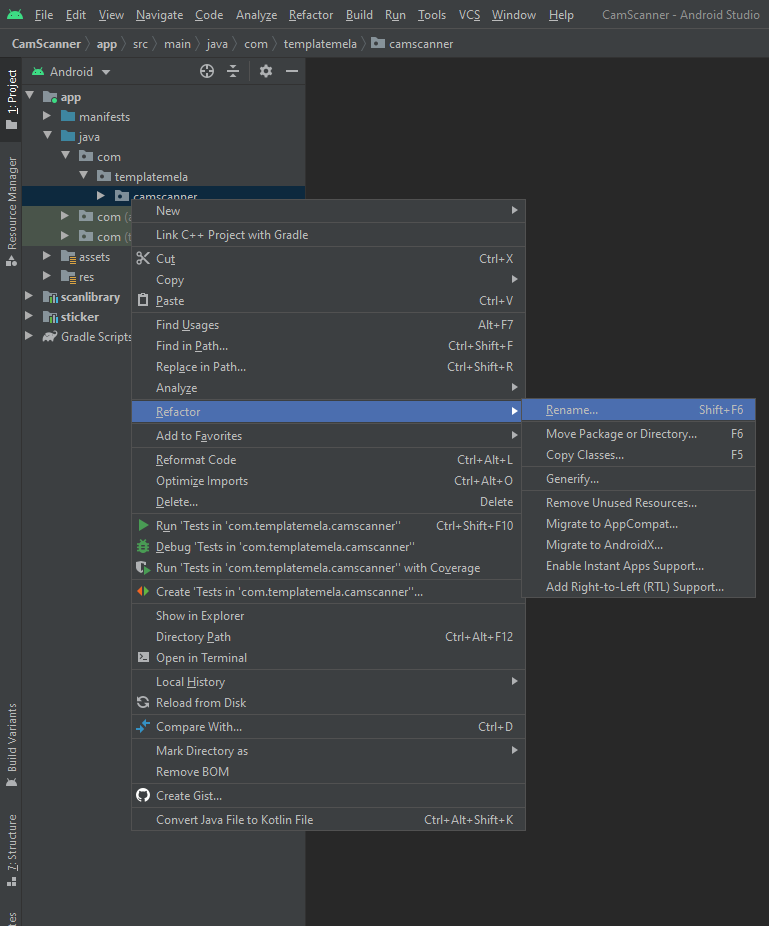 File Edit View Navigate Code Analyze Refactor Build Run Tools VCS Window Help CamScanner - Android Studio
CamScanner app src main java com templatemela camscanner
1: Project
Android
app
manifests
java
com
templatemela
camscanner
com
com
assets
res
scanlibrary
sticker
Gradle Scripts
Resource Manager
Build Variants
7: Structure
New
Link C++ Project with Gradle
Cut Ctrl+X
Copy
Paste Ctrl+V
Find Usages Alt+F7
Find in Path... Ctrl+Shift+F
Replace in Path... Ctrl+Shift+R
Analyze
Refactor
Add to Favorites
Reformat Code Ctrl+Alt+L
Optimize Imports Ctrl+Alt+O
Delete... Delete
Run 'Tests in 'com.templatemela.camscanner'' Ctrl+Shift+F10
Debug 'Tests in 'com.templatemela.camscanner''
Run 'Tests in 'com.templatemela.camscanner'' with Coverage
Create 'Tests in 'com.templatemela.camscanner''...
Show in Explorer
Directory Path Ctrl+Alt+F12
Open in Terminal
Local History
Reload from Disk
Compare With... Ctrl+D
Mark Directory as
Remove BOM
Create Gist...
Convert Java File to Kotlin File Ctrl+Alt+Shift+K
Rename... Shift+F6
Move Package or Directory... F6
Copy Classes... F5
Generify...
Remove Unused Resources...
Migrate to AppCompat...
Migrate to AndroidX...
Enable Instant Apps Support...
Add Right-to-Left (RTL) Support...